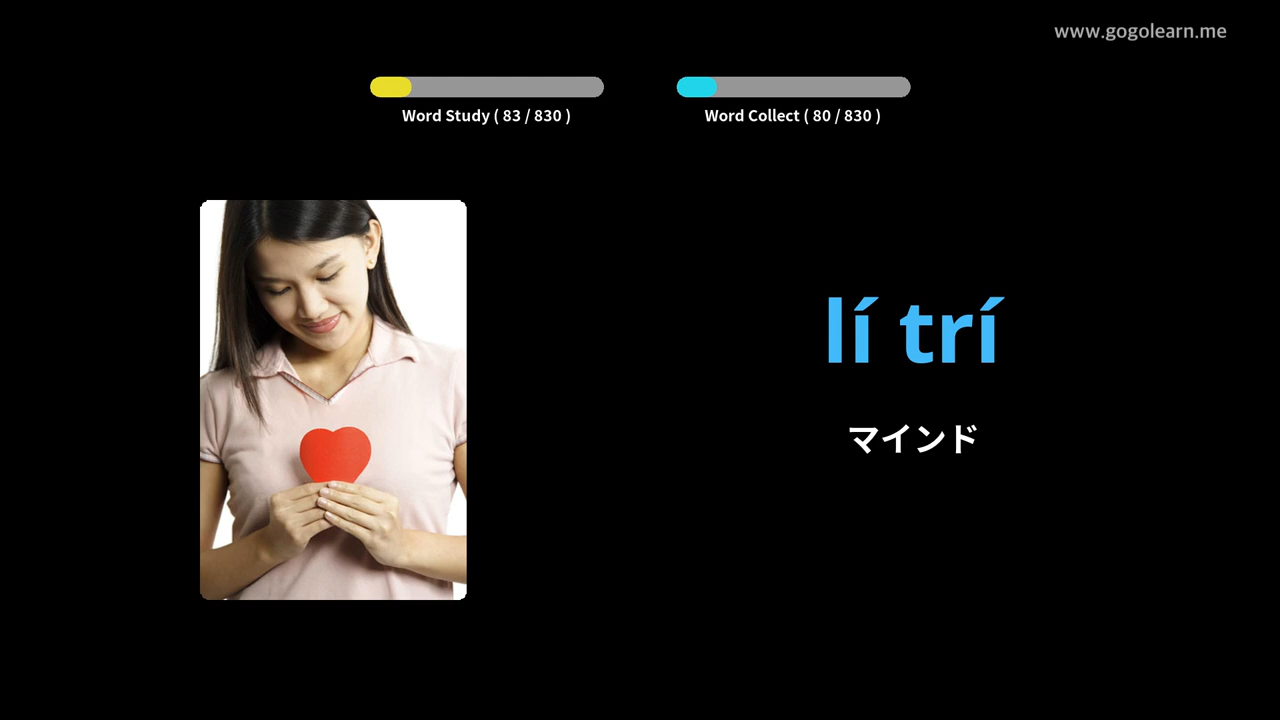 www.gogolearn.me
Word Study ( 83 / 830 )
Word Collect ( 80 / 830 )
lí trí
マインド